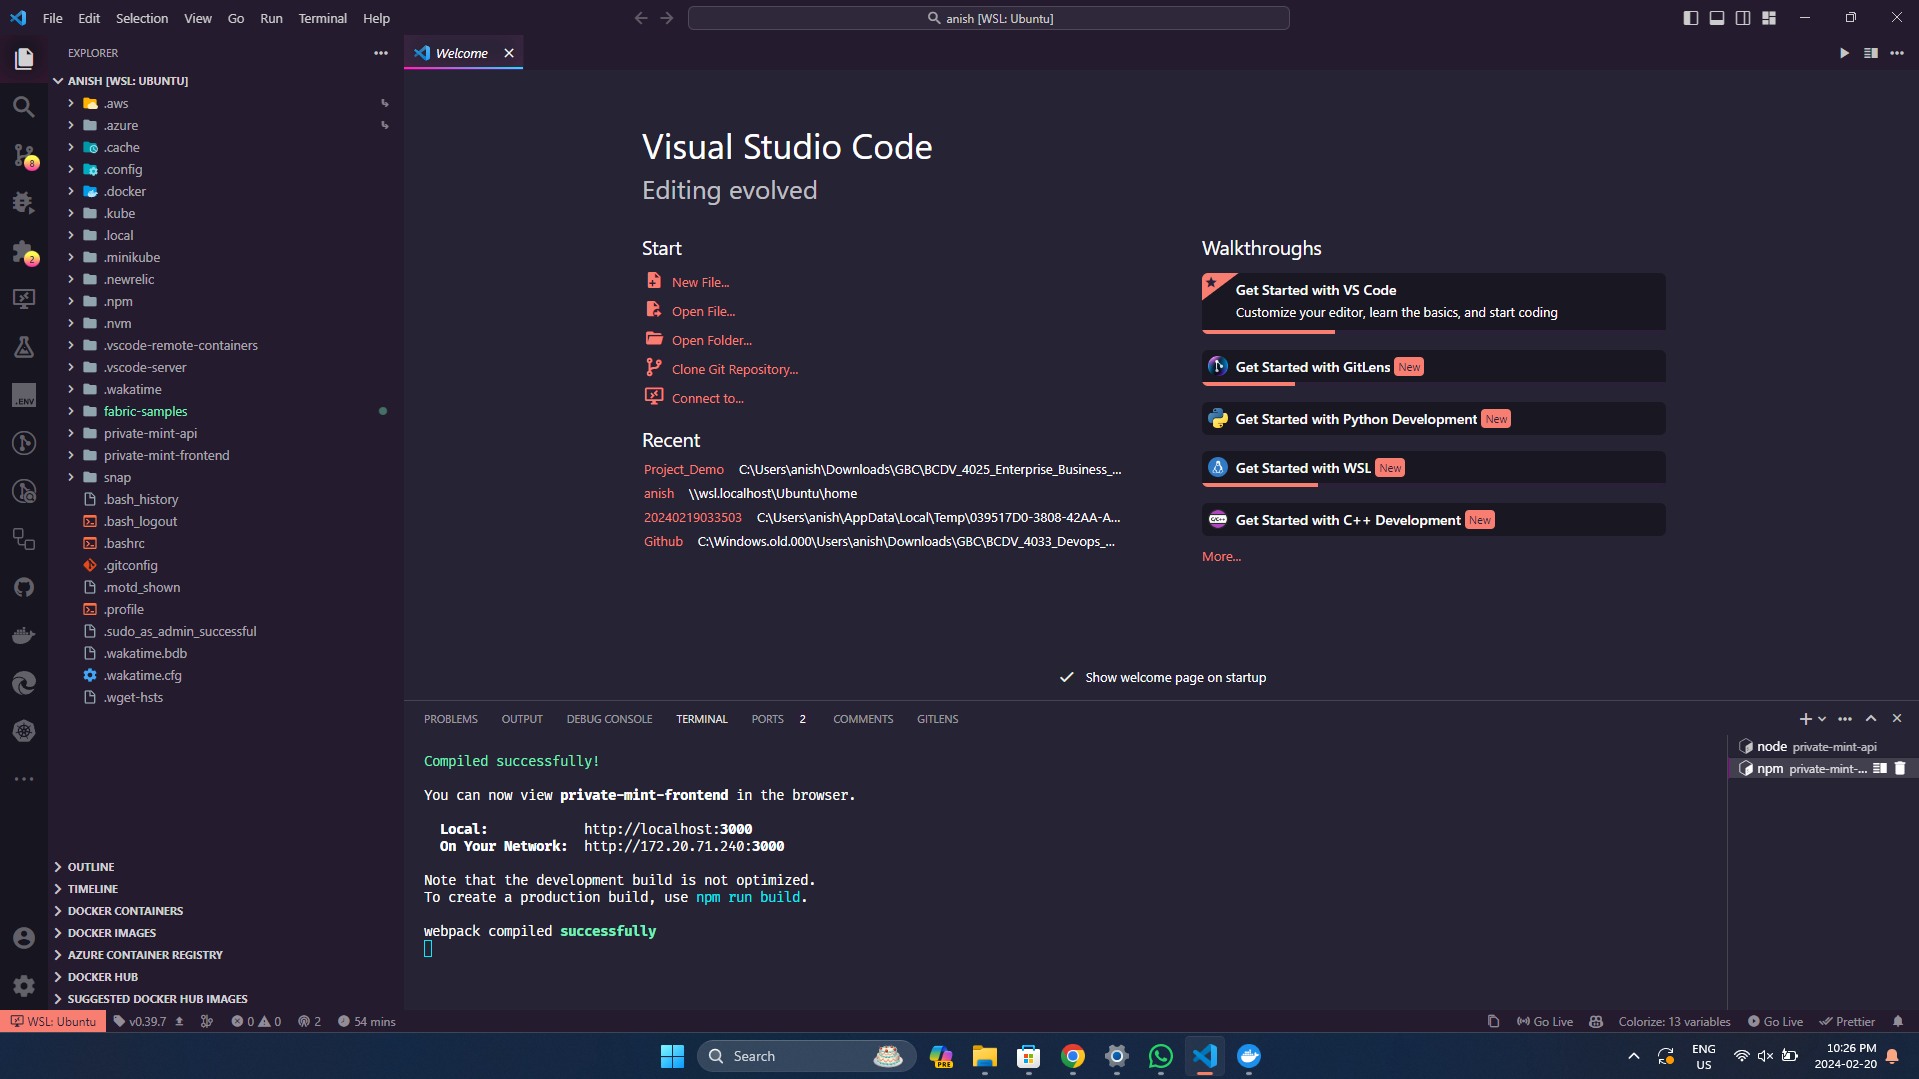 File Edit Selection View Go Run Terminal Help
anish [WSL: Ubuntu]
EXPLORER
Welcome
ANISH [WSL: UBUNTU]
.aws
.azure
.cache
.config
.docker
.kube
.local
.minikube
.newrelic
.npm
.nvm
.vscode-remote-containers
.vscode-server
.wakatime
fabric-samples
private-mint-api
private-mint-frontend
snap
.bash_history
.bash_logout
.bashrc
.gitconfig
.motd_shown
.profile
.sudo_as_admin_successful
.wakatime.bdb
.wakatime.cfg
.wget-hsts
OUTLINE
TIMELINE
DOCKER CONTAINERS
DOCKER IMAGES
AZURE CONTAINER REGISTRY
DOCKER HUB
SUGGESTED DOCKER HUB IMAGES
8
2
.ENV
Visual Studio Code
Editing evolved
Start
New File...
Open File...
Open Folder...
Clone Git Repository...
Connect to...
Recent
Project_Demo C:\Users\anish\Downloads\GBC\BCDV_4025_Enterprise_Business_...
anish \\wsl.localhost\Ubuntu\home
20240219033503 C:\Users\anish\AppData\Local\Temp\039517D0-3808-42AA-A...
Github C:\Windows.old.000\Users\anish\Downloads\GBC\BCDV_4033_Devops_...
Walkthroughs
Get Started with VS Code
Customize your editor, learn the basics, and start coding
Get Started with GitLens New
Get Started with Python Development New
Get Started with WSL New
C/C++
Get Started with C++ Development New
More...
Show welcome page on startup
PROBLEMS OUTPUT DEBUG CONSOLE TERMINAL PORTS 2 COMMENTS GITLENS
Compiled successfully!
You can now view private-mint-frontend in the browser.
Local: http://localhost:3000
On Your Network: http://172.20.71.240:3000
Note that the development build is not optimized.
To create a production build, use npm run build.
webpack compiled successfully
node private-mint-api
npm private-mint-...
WSL: Ubuntu v0.39.7 0 0 2 54 mins
Go Live Colorize: 13 variables Go Live Prettier
Search
PRE
ENG
US
10:26 PM
2024-02-20